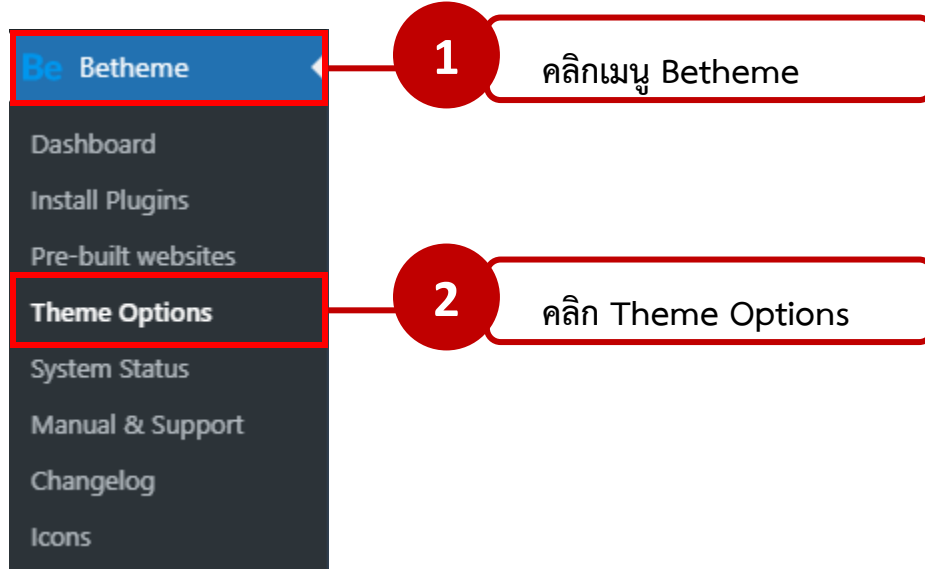 Be Betheme
1 คลิกเมนู Betheme
Dashboard
Install Plugins
Pre-built websites
Theme Options
2 คลิก Theme Options
System Status
Manual & Support
Changelog
Icons